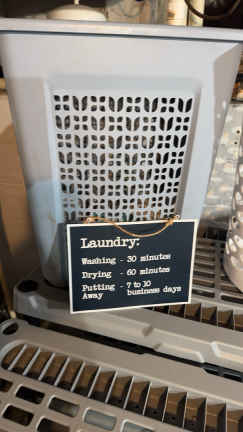 Laundry:
Washing - 30 minutes
Drying - 60 minutes
Putting - 7 to 10
Away business days